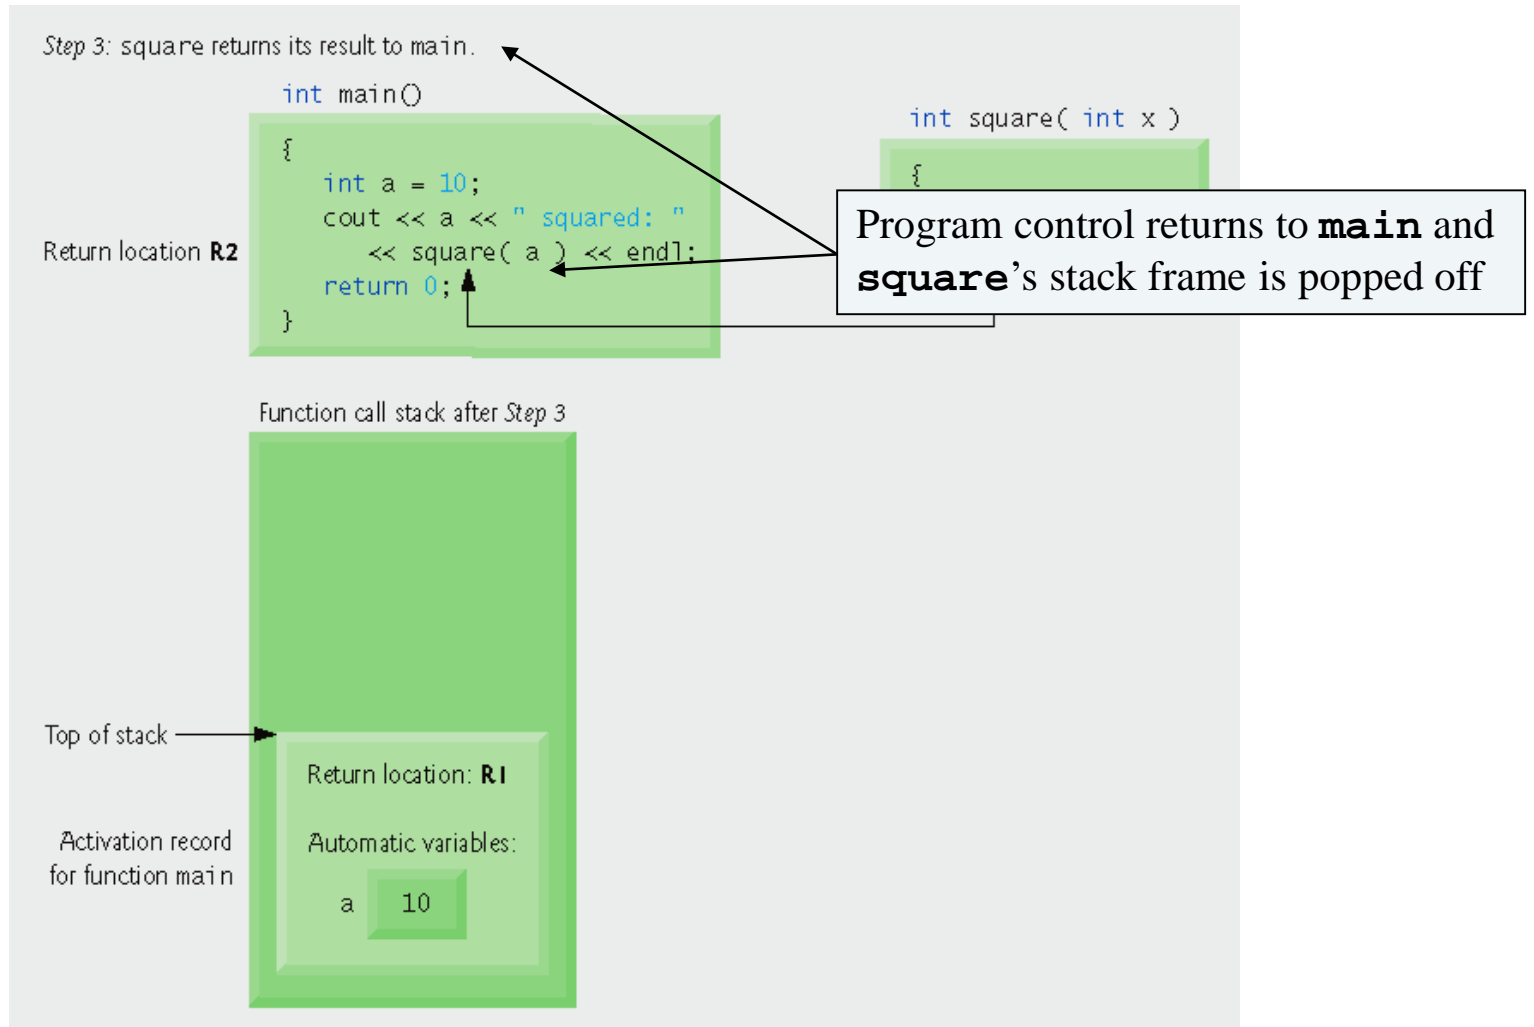 Step 3: square returns its result to main.
int main()
{
int a = 10;
cout << a << " squared: "
<< square( a ) << endl;
return 0;
}
Return location R2
int square( int x )
{
Program control returns to main and
square’s stack frame is popped off
Function call stack after Step 3
Top of stack
Return location: R1
Activation record
for function main
Automatic variables:
a 10